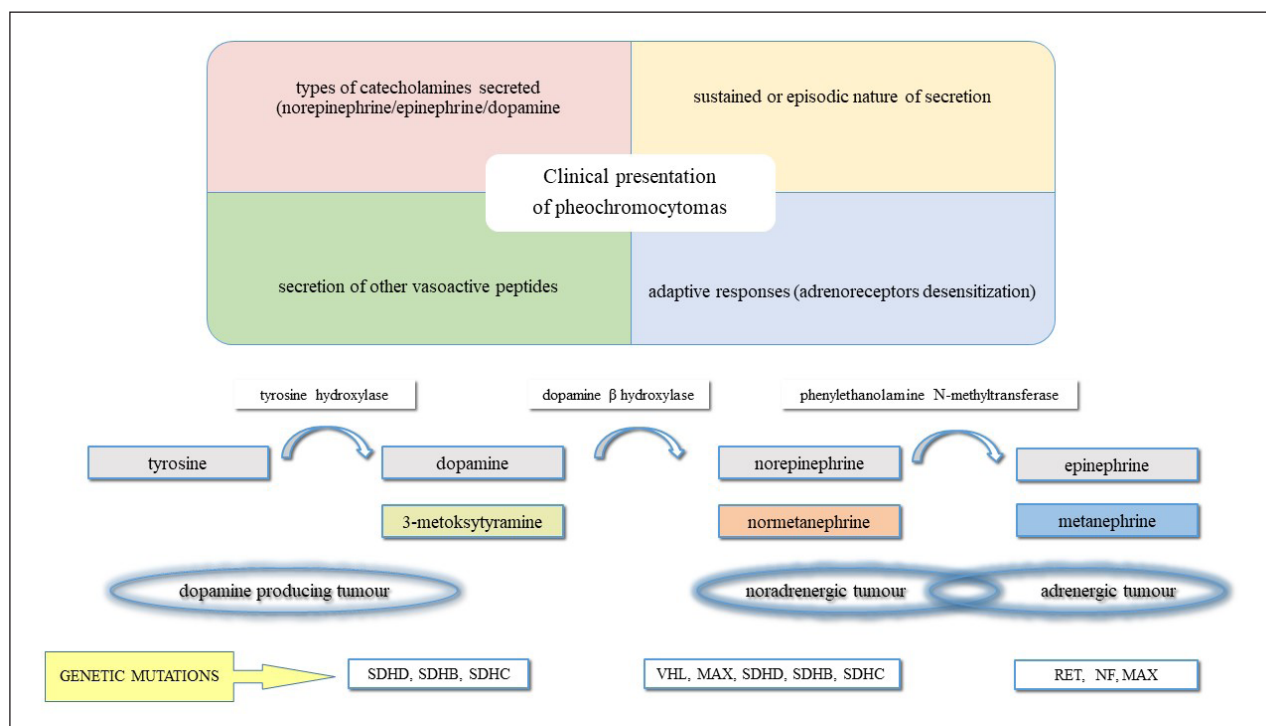 types of catecholamines secreted
(norepinephrine/epinephrine/dopamine
sustained or episodic nature of secretion
Clinical presentation
of pheochromocytomas
secretion of other vasoactive peptides
adaptive responses (adrenoreceptors desensitization)
tyrosine hydroxylase
dopamine β hydroxylase
phenylethanolamine N-methyltransferase
tyrosine
dopamine
norepinephrine
epinephrine
3-metoksytyramine
normetanephrine
metanephrine
dopamine producing tumour
noradrenergic tumour
adrenergic tumour
GENETIC MUTATIONS
SDHD, SDHB, SDHC
VHL, MAX, SDHD, SDHB, SDHC
RET, NF, MAX